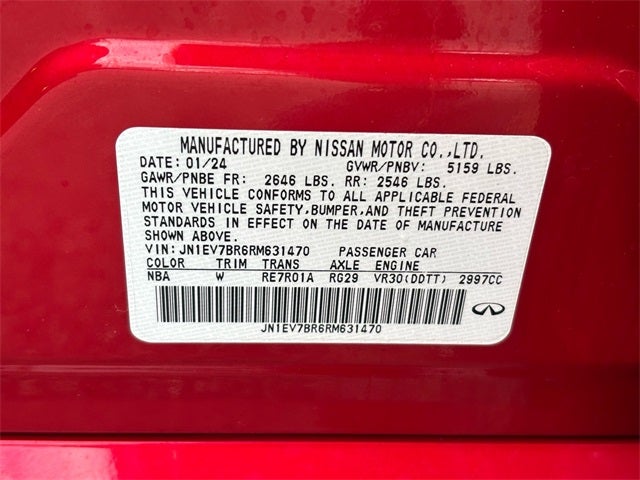 MANUFACTURED BY NISSAN MOTOR CO.,LTD.
DATE: 01/24 GVWR/PNBV: 5159 LBS.
GAWR/PNBE FR: 2646 LBS. RR: 2546 LBS.
THIS VEHICLE CONFORMS TO ALL APPLICABLE FEDERAL
MOTOR VEHICLE SAFETY,BUMPER,AND THEFT PREVENTION
STANDARDS IN EFFECT ON THE DATE OF MANUFACTURE
SHOWN ABOVE.
VIN: JN1EV7BR6RM631470 PASSENGER CAR
COLOR TRIM TRANS AXLE ENGINE
NBA W RE7R01A RG29 VR30(DDTT) 2997CC
JN1EV7BR6RM631470